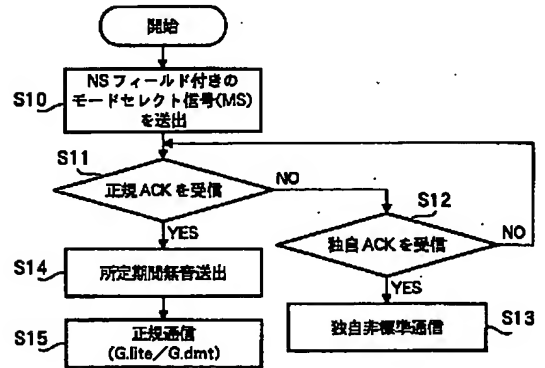 開始
S10
NSフィールド付きの
モードセレクト信号(MS)
を送出
S11
正規ACKを受信
NO
S12
YES
独自ACKを受信
NO
S14
所定期間無音送出
YES
S15
正規通信
(G.lite/G.dmt)
独自非標準通信
S13